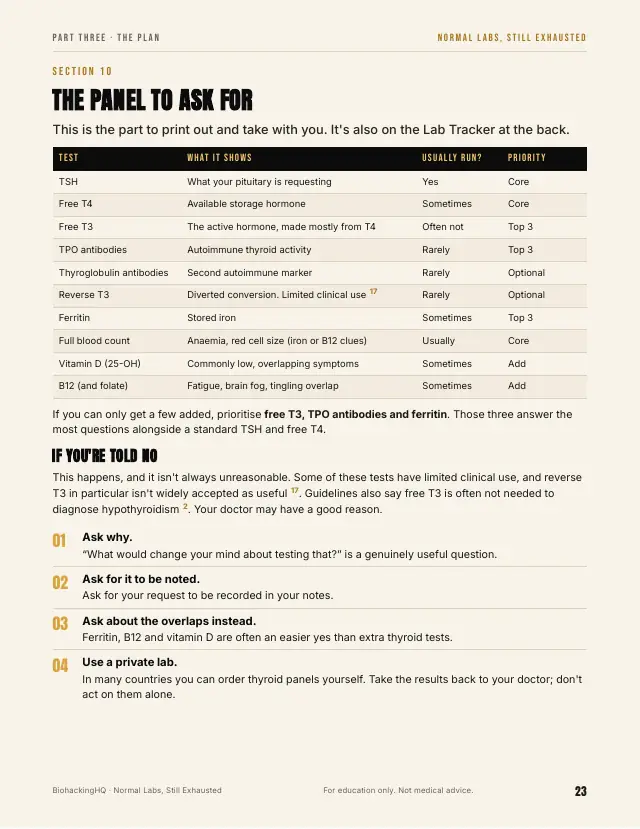 PART THREE · THE PLAN
NORMAL LABS, STILL EXHAUSTED
SECTION 10
THE PANEL TO ASK FOR
This is the part to print out and take with you. It's also on the Lab Tracker at the back.
TEST WHAT IT SHOWS USUALLY RUN? PRIORITY
TSH What your pituitary is requesting Yes Core
Free T4 Available storage hormone Sometimes Core
Free T3 The active hormone, made mostly from T4 Often not Top 3
TPO antibodies Autoimmune thyroid activity Rarely Top 3
Thyroglobulin antibodies Second autoimmune marker Rarely Optional
Reverse T3 Diverted conversion. Limited clinical use 17 Rarely Optional
Ferritin Stored iron Sometimes Top 3
Full blood count Anaemia, red cell size (iron or B12 clues) Usually Core
Vitamin D (25-OH) Commonly low, overlapping symptoms Sometimes Add
B12 (and folate) Fatigue, brain fog, tingling overlap Sometimes Add
If you can only get a few added, prioritise free T3, TPO antibodies and ferritin. Those three answer the
most questions alongside a standard TSH and free T4.
IF YOU'RE TOLD NO
This happens, and it isn't always unreasonable. Some of these tests have limited clinical use, and reverse
T3 in particular isn't widely accepted as useful 17. Guidelines also say free T3 is often not needed to
diagnose hypothyroidism 2. Your doctor may have a good reason.
01 Ask why.
“What would change your mind about testing that?” is a genuinely useful question.
02 Ask for it to be noted.
Ask for your request to be recorded in your notes.
03 Ask about the overlaps instead.
Ferritin, B12 and vitamin D are often an easier yes than extra thyroid tests.
04 Use a private lab.
In many countries you can order thyroid panels yourself. Take the results back to your doctor; don't
act on them alone.
BiohackingHQ · Normal Labs, Still Exhausted
For education only. Not medical advice.
23